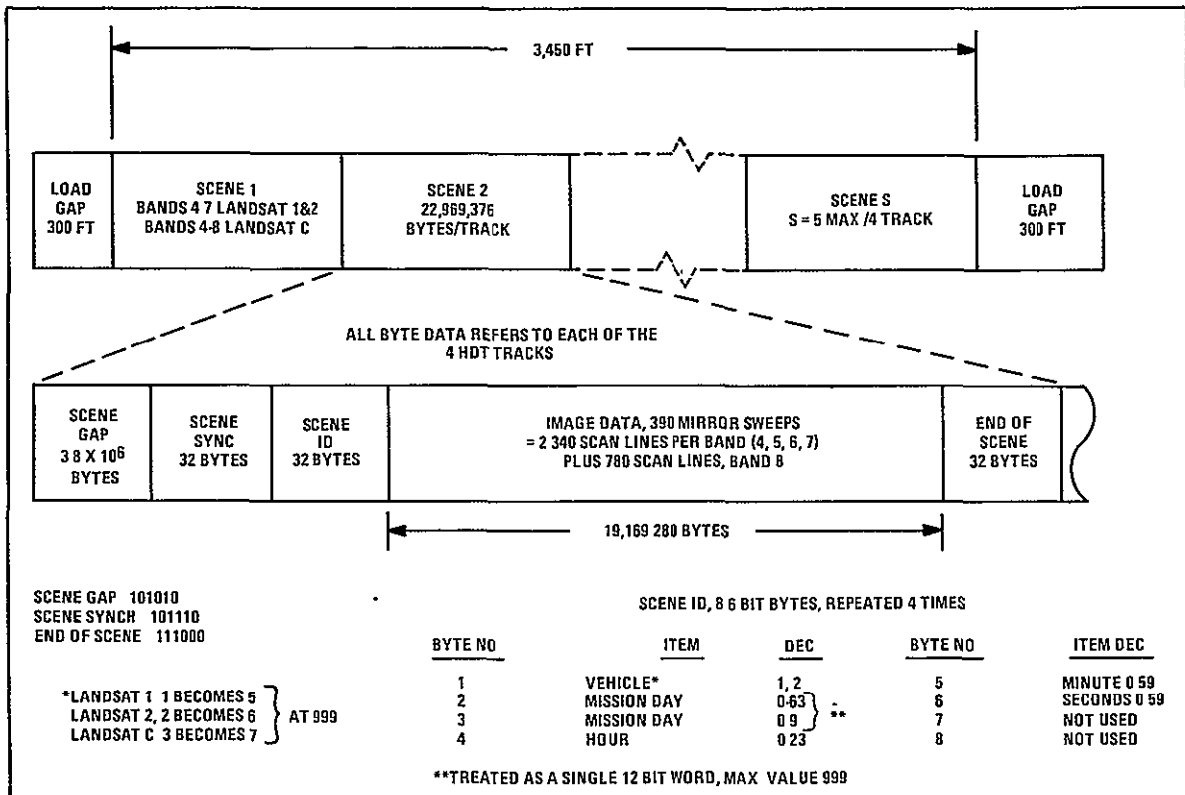 3,450 FT
LOAD
GAP
300 FT
SCENE 1
BANDS 4 7 LANDSAT 1&2
BANDS 4-8 LANDSAT C
SCENE 2
22,969,376
BYTES/TRACK
SCENE S
S = 5 MAX /4 TRACK
LOAD
GAP
300 FT
ALL BYTE DATA REFERS TO EACH OF THE
4 HDT TRACKS
SCENE
GAP
3 8 X 10⁶
BYTES
SCENE
SYNC
32 BYTES
SCENE
ID
32 BYTES
IMAGE DATA, 390 MIRROR SWEEPS
= 2 340 SCAN LINES PER BAND (4, 5, 6, 7)
PLUS 780 SCAN LINES, BAND 8
END OF
SCENE
32 BYTES
19,169 280 BYTES
SCENE GAP 101010
SCENE SYNCH 101110
END OF SCENE 111000
*LANDSAT 1 1 BECOMES 5
LANDSAT 2, 2 BECOMES 6
LANDSAT C 3 BECOMES 7
AT 999
SCENE ID, 8 6 BIT BYTES, REPEATED 4 TIMES
BYTE NO ITEM DEC BYTE NO ITEM DEC
1 VEHICLE* 1, 2 5 MINUTE 0 59
2 MISSION DAY 0-63 6 SECONDS 0 59
3 MISSION DAY 0 9 ** 7 NOT USED
4 HOUR 0 23 8 NOT USED
**TREATED AS A SINGLE 12 BIT WORD, MAX VALUE 999